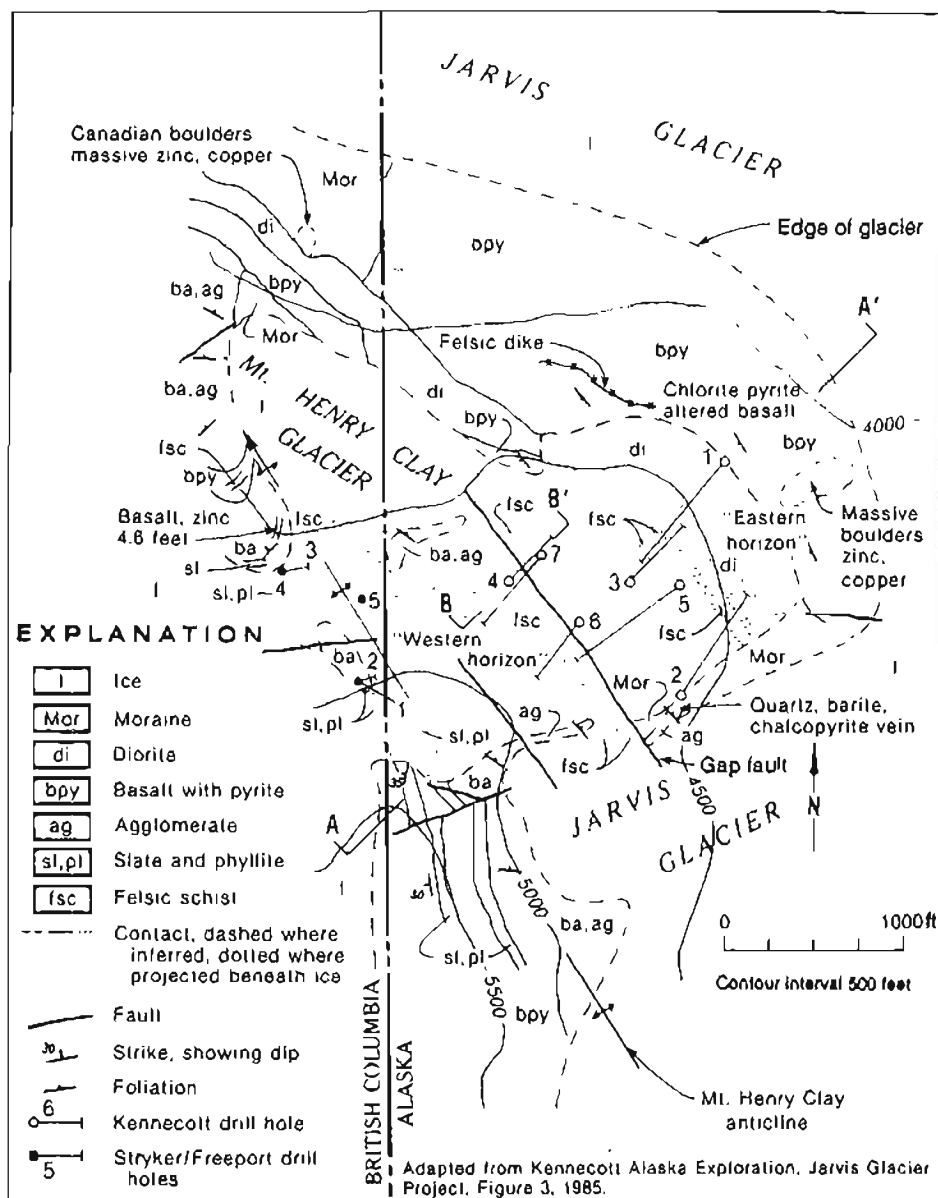 JARVIS
GLACIER
Canadian boulders
massive zinc, copper
Mor
I
di
Edge of glacier
bpy
bpy
ba, ag
A'
Mor
Felsic dike
bpy
Mt.
HENRY
CLAY
GLACIER
ba, ag
I
di
bpy
Chlorite pyrite
altered basalt
4000
bpy
fsc
bpy
di
1
fsc
B'
fsc
"Eastern
horizon"
Massive
boulders
zinc,
copper
Basalt, zinc
4.6 feet
fsc
ba
3
ba, ag
7
4
3
di
sl
sl, pl
4
I
5
B
fsc
6
5
fsc
EXPLANATION
"Western
horizon"
ba
2
Mor
2
Mor
I
I Ice
Mor Moraine
di Diorite
bpy Basalt with pyrite
ag Agglomerate
sl, pl Slate and phyllite
fsc Felsic schist
Contact, dashed where
inferred, dotted where
projected beneath ice
Fault
Strike, showing dip
Foliation
6 Kennecott drill hole
5 Stryker/Freeport drill
holes
sl, pl
1
sl, pl
ag
ag
Quartz, barite,
chalcopyrite vein
fsc
Gap fault
ba
JARVIS
GLACIER
N
A
I
4500
5000
ba, ag
0 1000 ft
Contour interval 500 feet
sl, pl
5500
bpy
BRITISH COLUMBIA
ALASKA
Mt. Henry Clay
anticline
Adapted from Kennecott Alaska Exploration, Jarvis Glacier
Project, Figure 3, 1985.